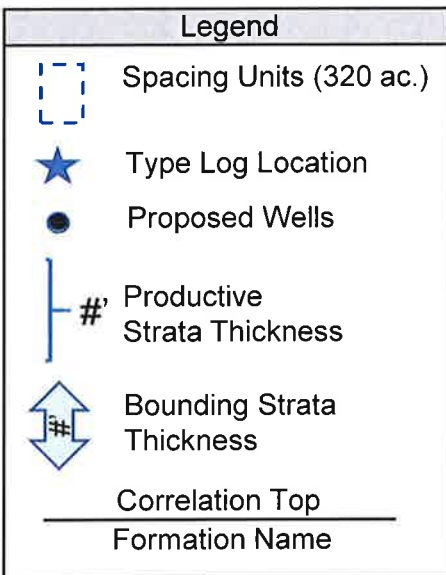 Legend
Spacing Units (320 ac.)
Type Log Location
Proposed Wells
#' Productive
Strata Thickness
#' Bounding Strata
Thickness
Correlation Top
Formation Name